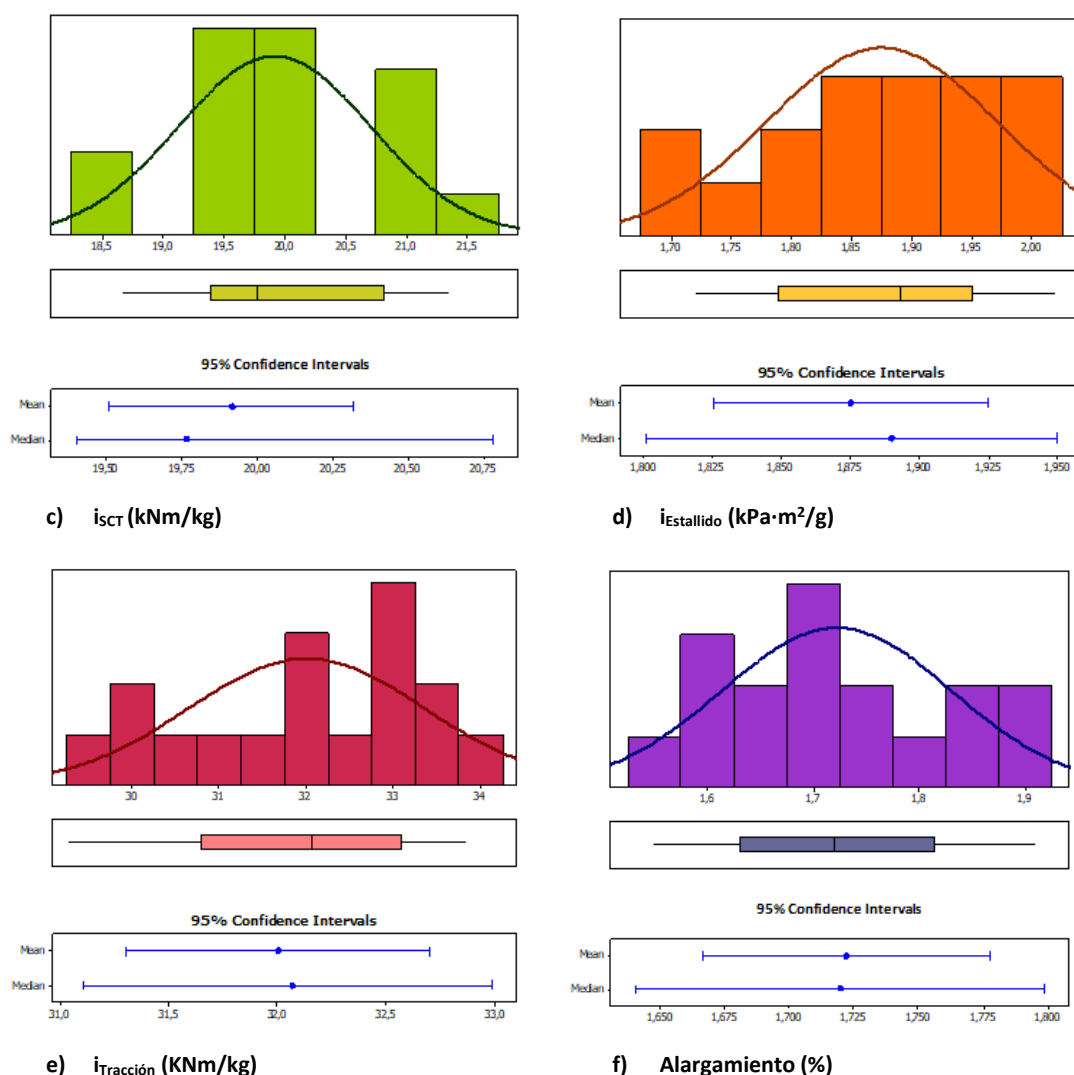 18,5 19,0 19,5 20,0 20,5 21,0 21,5
95% Confidence Intervals
Mean
Median
19,50 19,75 20,00 20,25 20,50 20,75
c) iSCT (kNm/kg)
1,70 1,75 1,80 1,85 1,90 1,95 2,00
95% Confidence Intervals
Mean
Median
1,800 1,825 1,850 1,875 1,900 1,925 1,950
d) iEstallido (kPa·m²/g)
30 31 32 33 34
95% Confidence Intervals
Mean
Median
31,0 31,5 32,0 32,5 33,0
e) iTracción (KNm/kg)
1,6 1,7 1,8 1,9
95% Confidence Intervals
Mean
Median
1,650 1,675 1,700 1,725 1,750 1,775 1,800
f) Alargamiento (%)